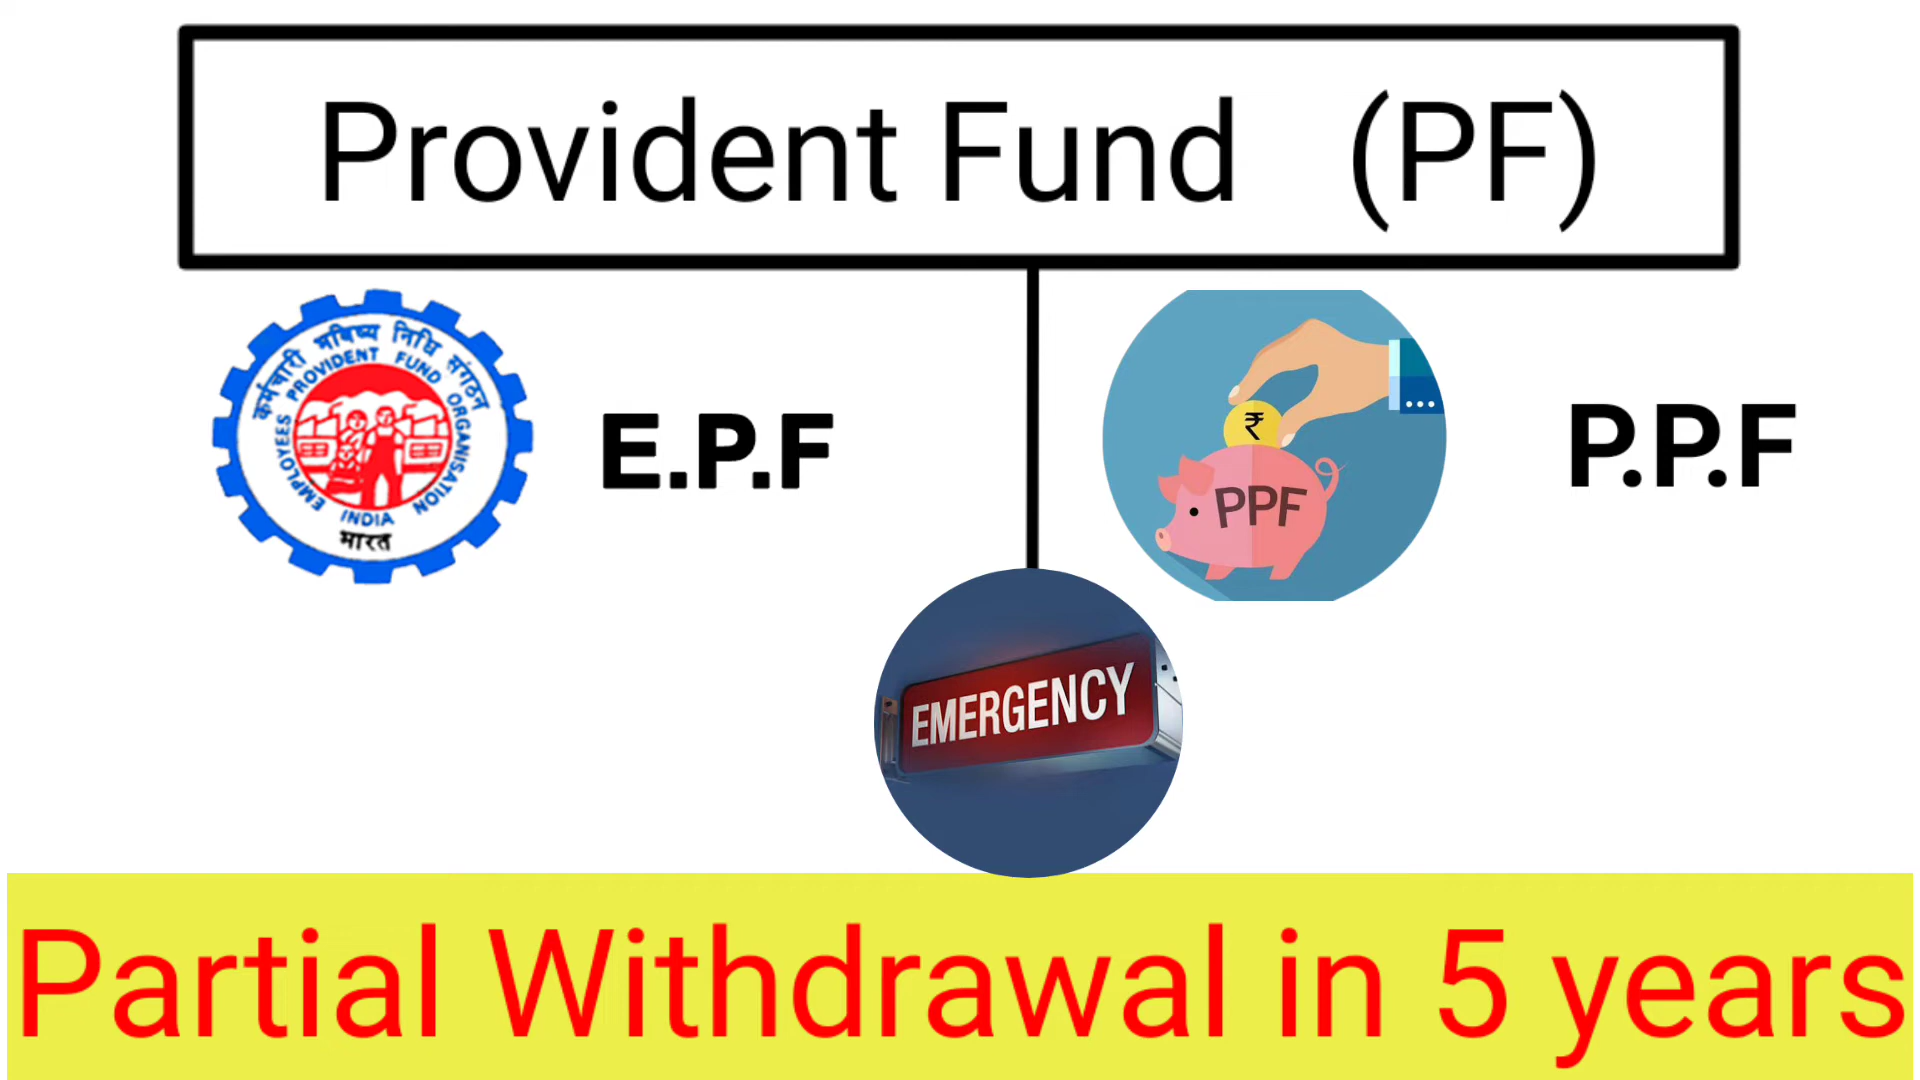 Provident Fund (PF)
कर्मचारी भविष्य निधि संगठन
EMPLOYEES PROVIDENT FUND ORGANISATION
INDIA
भारत
E.P.F
₹
PPF
P.P.F
EMERGENCY
Partial Withdrawal in 5 years